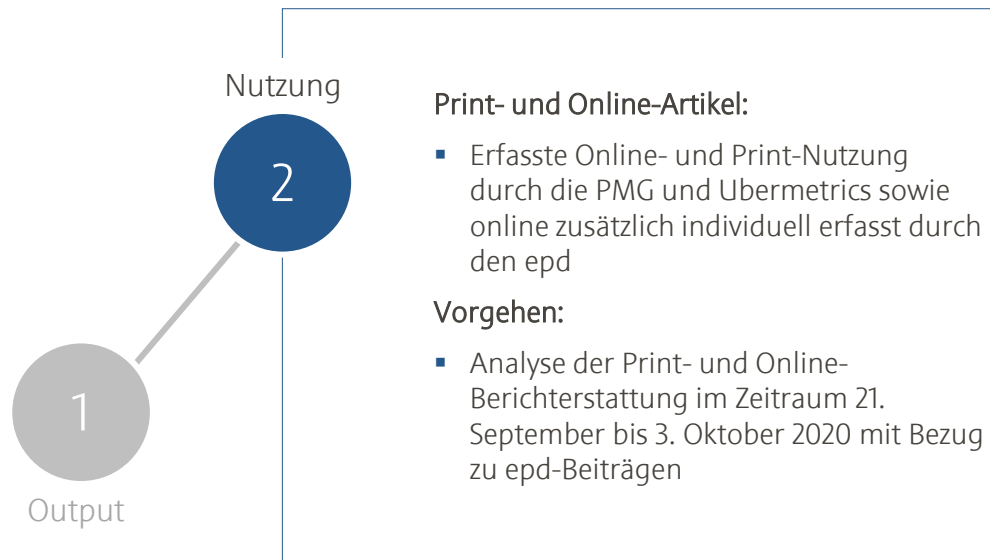 Nutzung
2
Print- und Online-Artikel:
▪ Erfasste Online- und Print-Nutzung
durch die PMG und Ubermetrics sowie
online zusätzlich individuell erfasst durch
den epd
Vorgehen:
▪ Analyse der Print- und Online-
Berichterstattung im Zeitraum 21.
September bis 3. Oktober 2020 mit Bezug
zu epd-Beiträgen
1
Output